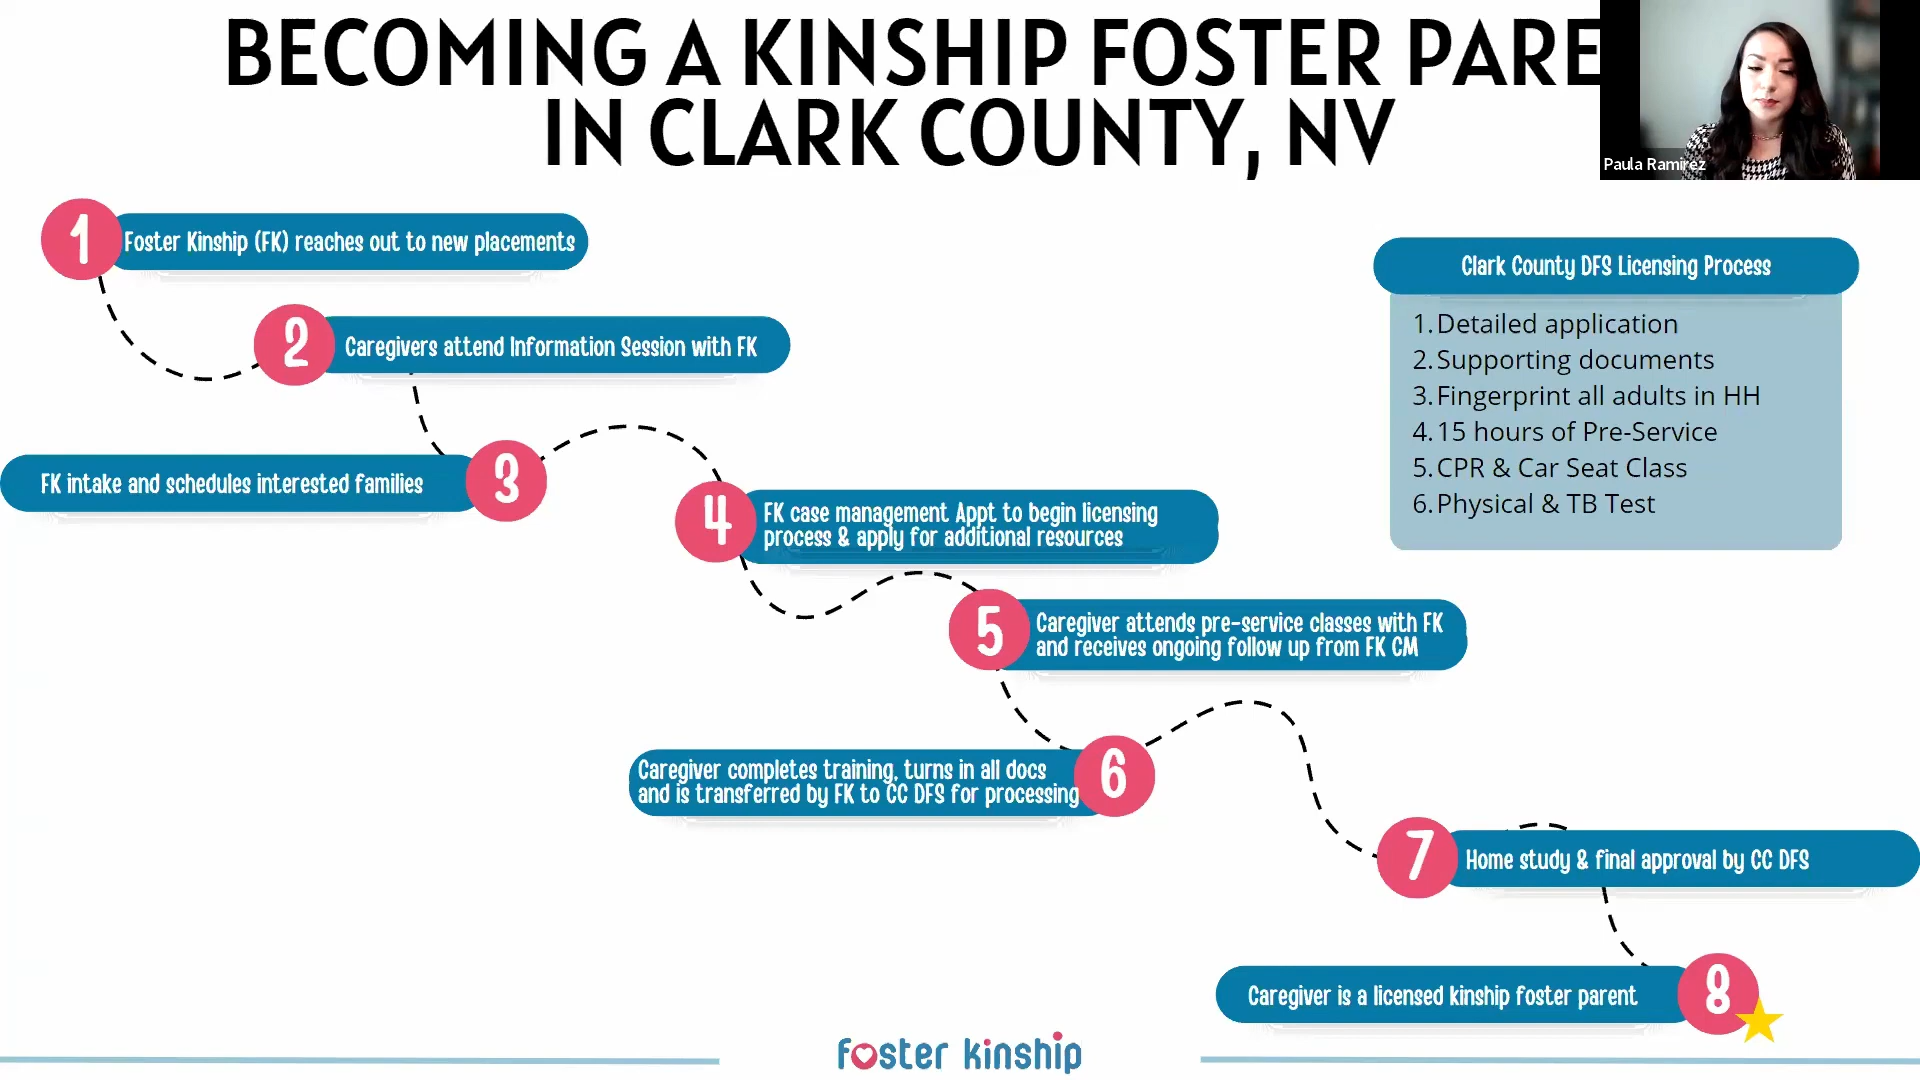 BECOMING A KINSHIP FOSTER PARE
IN CLARK COUNTY, NV
Paula Ramirez
1
Foster Kinship (FK) reaches out to new placements
2
Caregivers attend Information Session with FK
FK intake and schedules interested families
3
4
FK case management Appt to begin licensing
process & apply for additional resources
5
Caregiver attends pre-service classes with FK
and receives ongoing follow up from FK CM
Caregiver completes training, turns in all docs
and is transferred by FK to CC DFS for processing
6
7
Home study & final approval by CC DFS
Caregiver is a licensed kinship foster parent
8
Clark County DFS Licensing Process
1. Detailed application
2. Supporting documents
3. Fingerprint all adults in HH
4. 15 hours of Pre-Service
5. CPR & Car Seat Class
6. Physical & TB Test
foster kinship